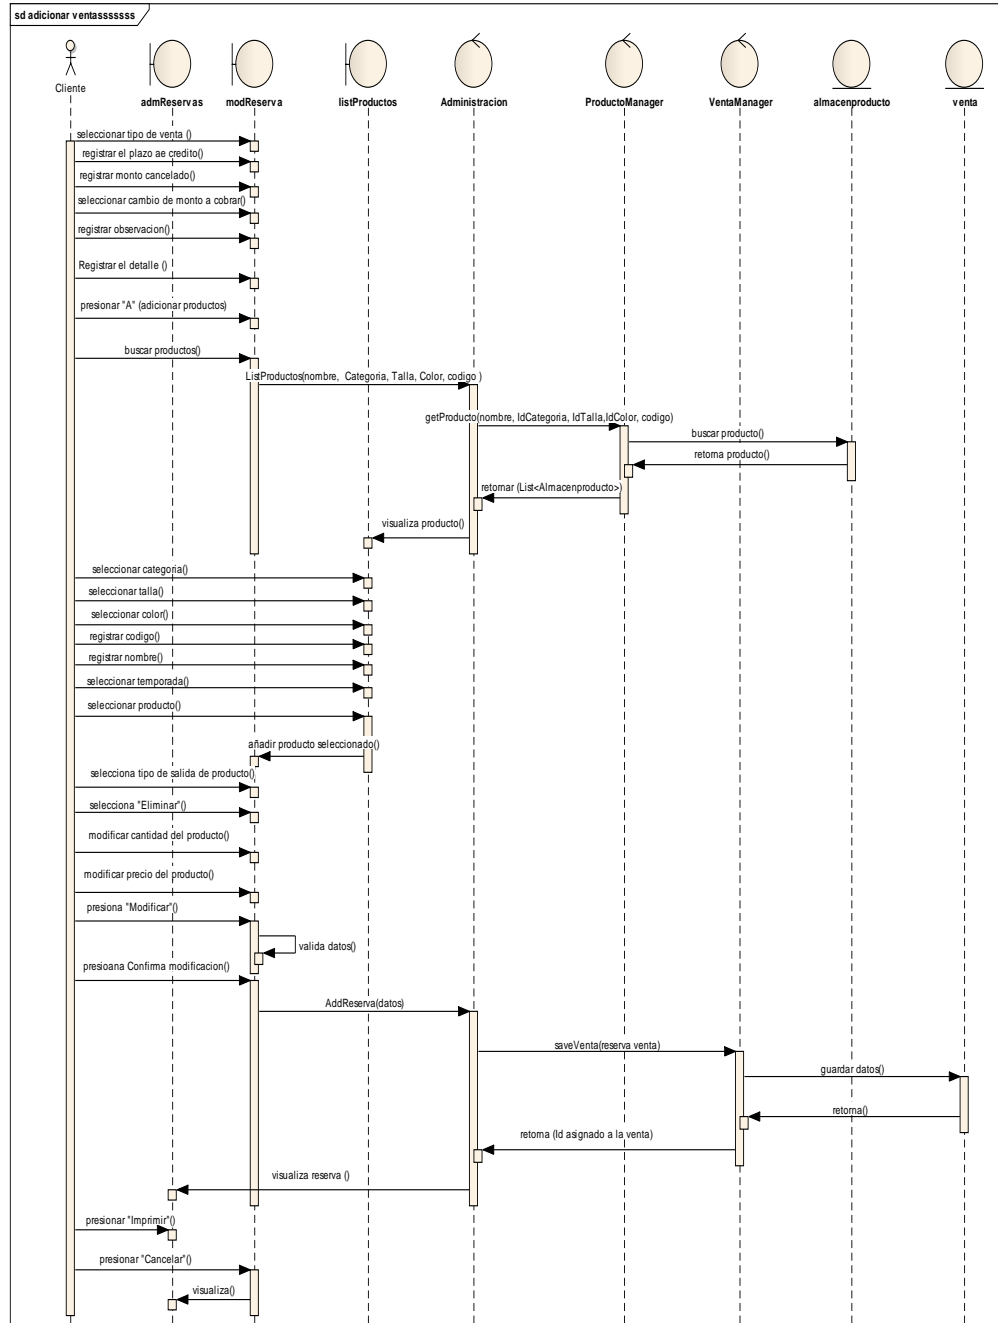 sd adicionar ventasssssss
Cliente
admReservas
modReserva
listProductos
Administracion
ProductoManager
VentaManager
almacenproducto
venta
seleccionar tipo de venta ()
registrar el plazo ae credito()
registrar monto cancelado()
seleccionar cambio de monto a cobrar()
registrar observacion()
Registrar el detalle ()
presionar "A" (adicionar productos)
buscar productos()
ListProductos(nombre, Categoria, Talla, Color, codigo )
getProducto(nombre, IdCategoria, IdTalla,IdColor, codigo)
buscar producto()
retorna producto()
retornar (List<Almacenproducto>)
visualiza producto()
seleccionar categoria()
seleccionar talla()
seleccionar color()
registrar codigo()
registrar nombre()
seleccionar temporada()
seleccionar producto()
añadir producto seleccionado()
selecciona tipo de salida de producto()
selecciona "Eliminar"()
modificar cantidad del producto()
modificar precio del producto()
presiona "Modificar"()
valida datos()
presioana Confirma modificacion()
AddReserva(datos)
saveVenta(reserva venta)
guardar datos()
retorna()
retorna (Id asignado a la venta)
visualiza reserva ()
presionar "Imprimir"()
presionar "Cancelar"()
visualiza()